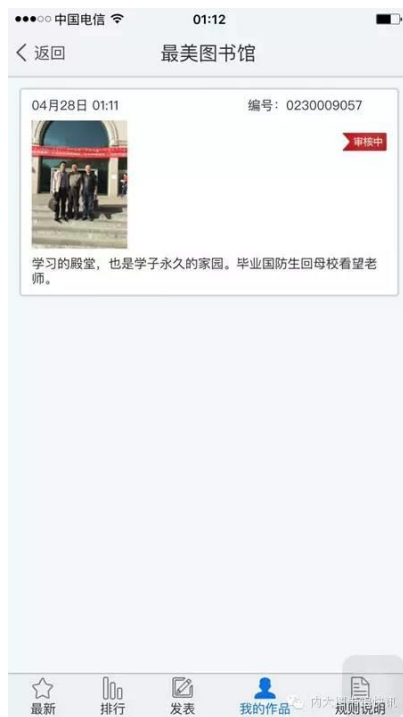 中国电信 01:12
返回 最美图书馆
04月28日 01:11 编号：0230009057
审核中
学习的殿堂，也是学子永久的家园。毕业国防生回母校看望老
师。
最新 排行 发表 我的作品 规则说明